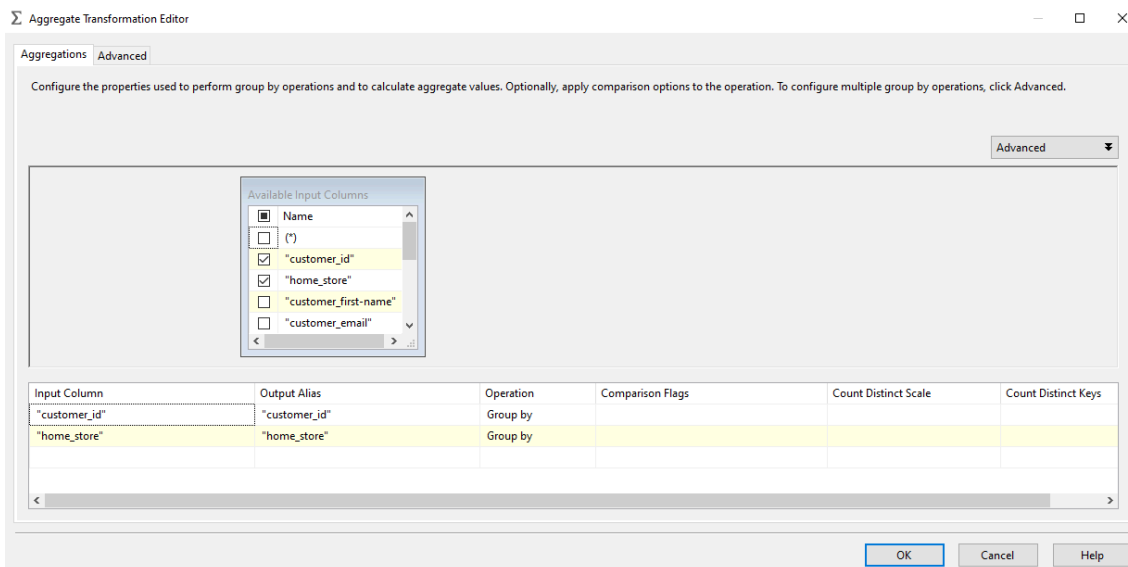 Aggregate Transformation Editor
Aggregations Advanced
Configure the properties used to perform group by operations and to calculate aggregate values. Optionally, apply comparison options to the operation. To configure multiple group by operations, click Advanced.
Advanced
Available Input Columns
Name
(*)
"customer_id"
"home_store"
"customer_first-name"
"customer_email"
Input Column Output Alias Operation Comparison Flags Count Distinct Scale Count Distinct Keys
"customer_id" "customer_id" Group by
"home_store" "home_store" Group by
OK Cancel Help